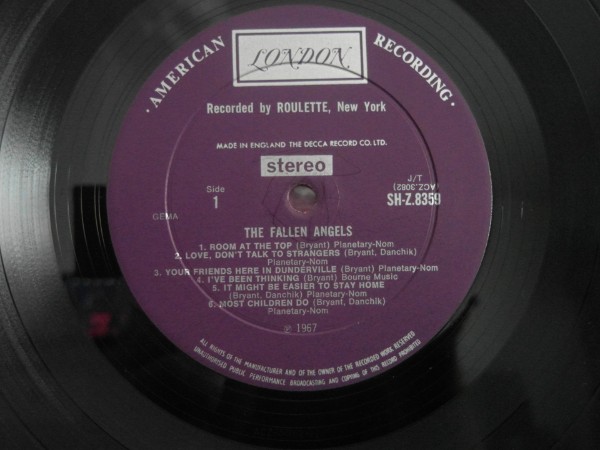 · AMERICAN RECORDING ·
LONDON
Recorded by ROULETTE, New York
MADE IN ENGLAND THE DECCA RECORD CO. LTD.
stereo
Side
1
(ACZ.3082)
T/J
SH-Z.8359
GEMA
THE FALLEN ANGELS
1. ROOM AT THE TOP (Bryant) Planetary-Nom
2. LOVE, DON'T TALK TO STRANGERS (Bryant, Danchik)
Planetary-Nom
3. YOUR FRIENDS HERE IN DUNDERVILLE (Bryant) Planetary-Nom
4. I'VE BEEN THINKING (Bryant) Bourne Music
5. IT MIGHT BE EASIER TO STAY HOME
(Bryant, Danchik) Planetary-Nom
6. MOST CHILDREN DO (Bryant, Danchik)
Planetary-Nom
℗ 1967
ALL RIGHTS OF THE MANUFACTURER AND OF THE OWNER OF THE RECORDED WORK RESERVED
UNAUTHORISED PUBLIC PERFORMANCE BROADCASTING AND COPYING OF THIS RECORD PROHIBITED